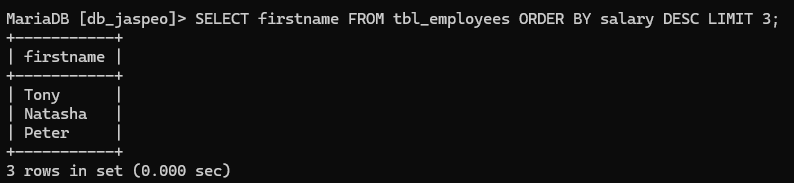 MariaDB [db_jaspeo]> SELECT firstname FROM tbl_employees ORDER BY salary DESC LIMIT 3;
+-----------+
| firstname |
+-----------+
| Tony      |
| Natasha   |
| Peter     |
+-----------+
3 rows in set (0.000 sec)